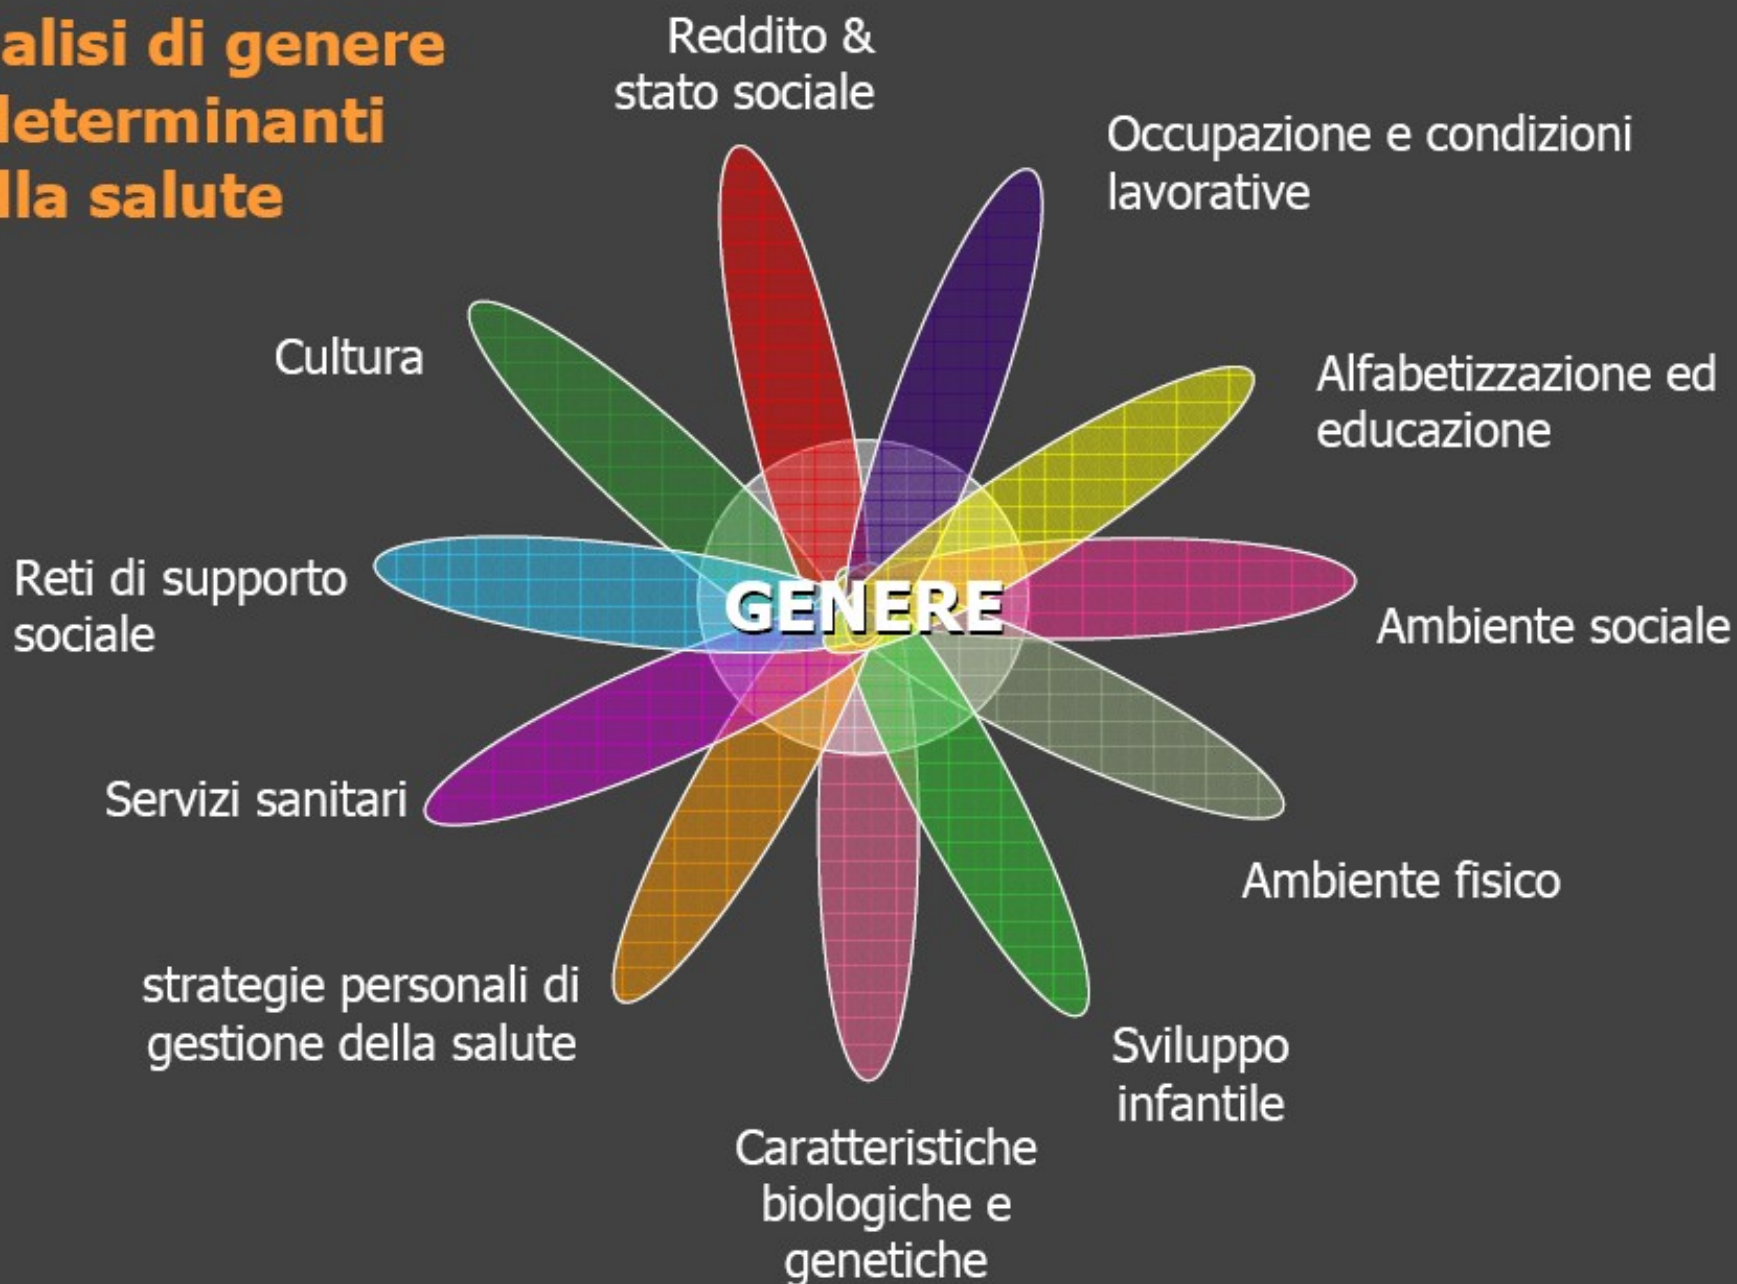 alisi di genere
determinanti
lla salute
Reddito &
stato sociale
Occupazione e condizioni
lavorative
Alfabetizzazione ed
educazione
Ambiente sociale
Ambiente fisico
Sviluppo
infantile
Caratteristiche
biologiche e
genetiche
strategie personali di
gestione della salute
Servizi sanitari
Reti di supporto
sociale
Cultura
GENERE